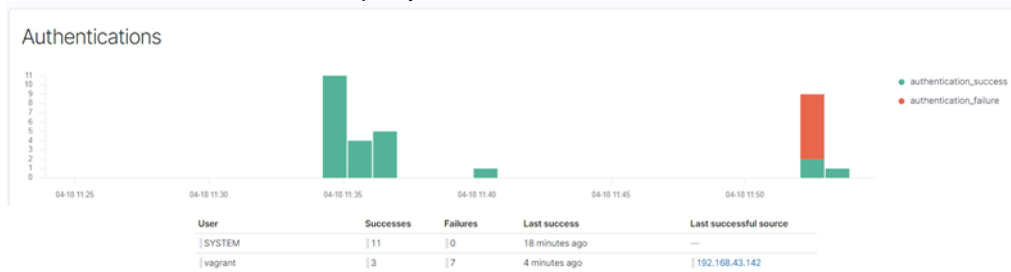 Authentications
11
10
9
8
7
6
5
4
3
2
1
0
authentication_success
authentication_failure
04-18 11:25 04-18 11:30 04-18 11:35 04-18 11:40 04-18 11:45 04-18 11:50
User Successes Failures Last success Last successful source
SYSTEM 11 0 18 minutes ago —
vagrant 3 7 4 minutes ago 192.168.43.142